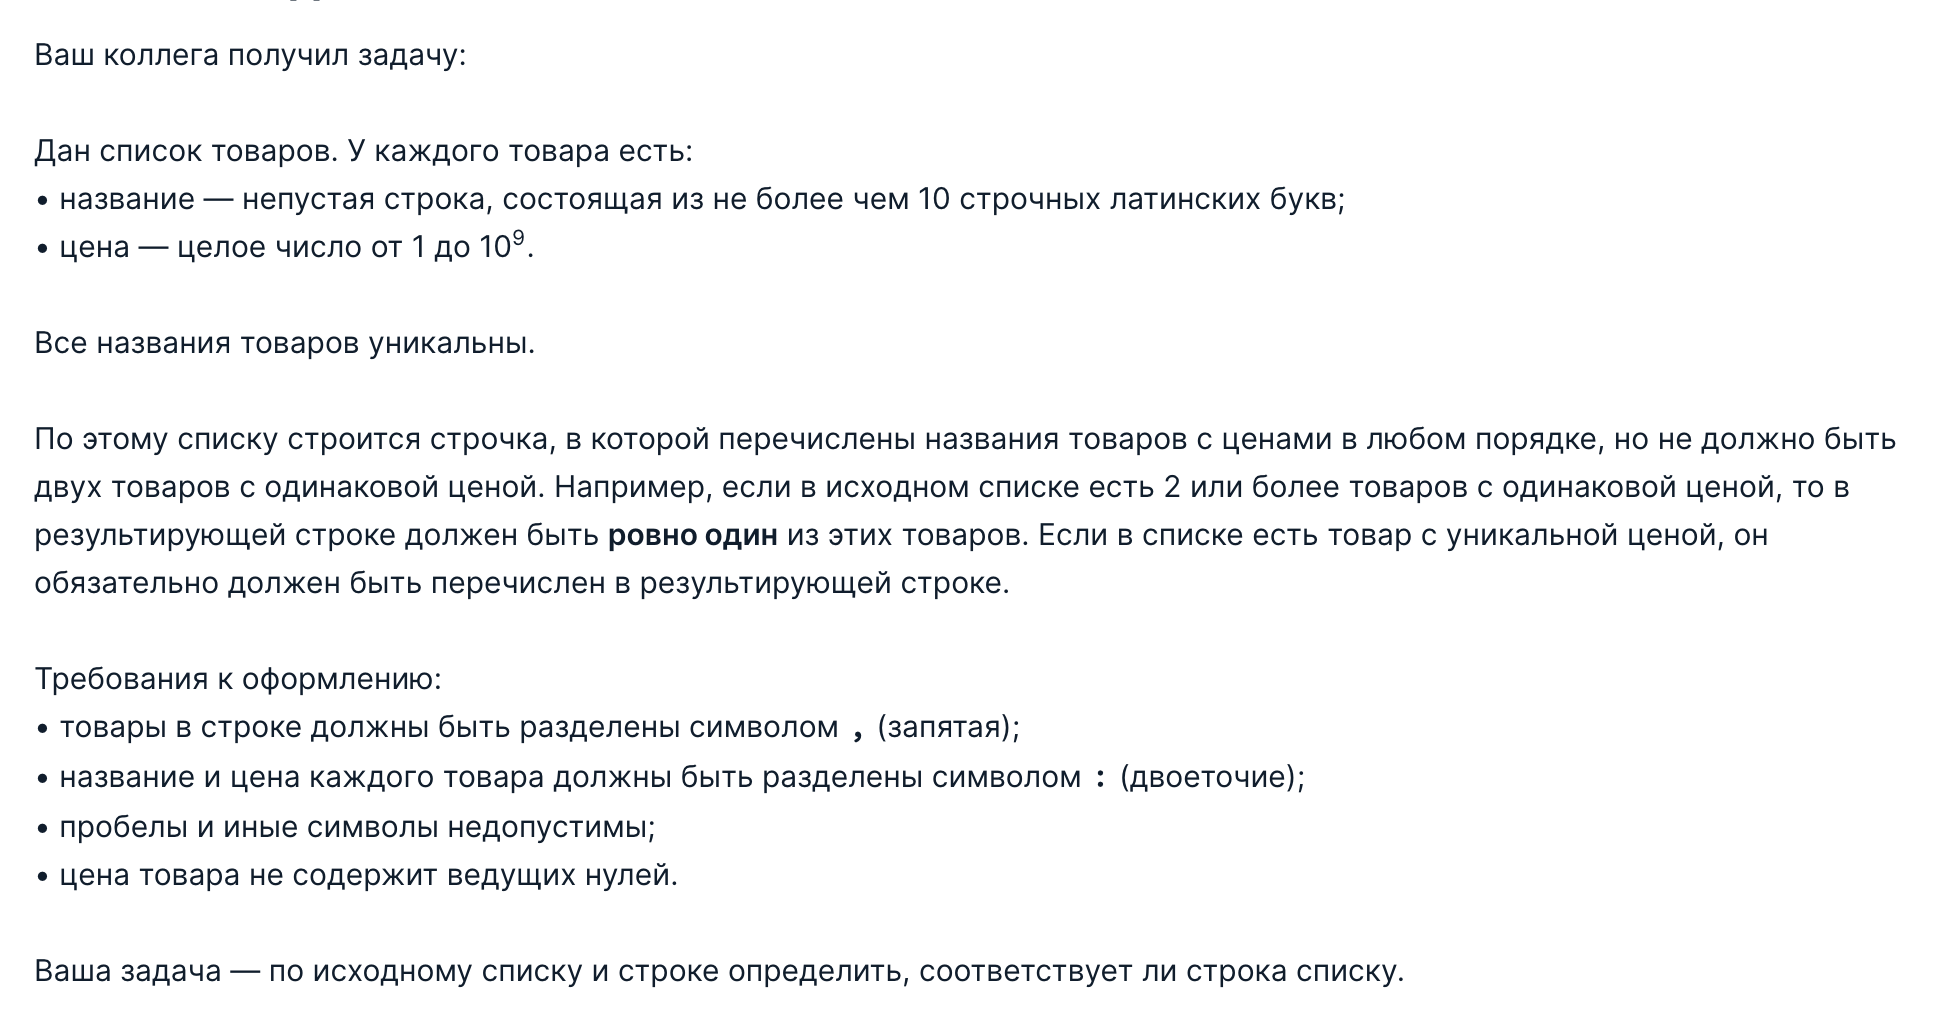 Ваш коллега получил задачу:
Дан список товаров. У каждого товара есть:
• название — непустая строка, состоящая из не более чем 10 строчных латинских букв;
• цена — целое число от 1 до 10⁹.
Все названия товаров уникальны.
По этому списку строится строчка, в которой перечислены названия товаров с ценами в любом порядке, но не должно быть
двух товаров с одинаковой ценой. Например, если в исходном списке есть 2 или более товаров с одинаковой ценой, то в
результирующей строке должен быть ровно один из этих товаров. Если в списке есть товар с уникальной ценой, он
обязательно должен быть перечислен в результирующей строке.
Требования к оформлению:
• товары в строке должны быть разделены символом , (запятая);
• название и цена каждого товара должны быть разделены символом : (двоеточие);
• пробелы и иные символы недопустимы;
• цена товара не содержит ведущих нулей.
Ваша задача — по исходному списку и строке определить, соответствует ли строка списку.